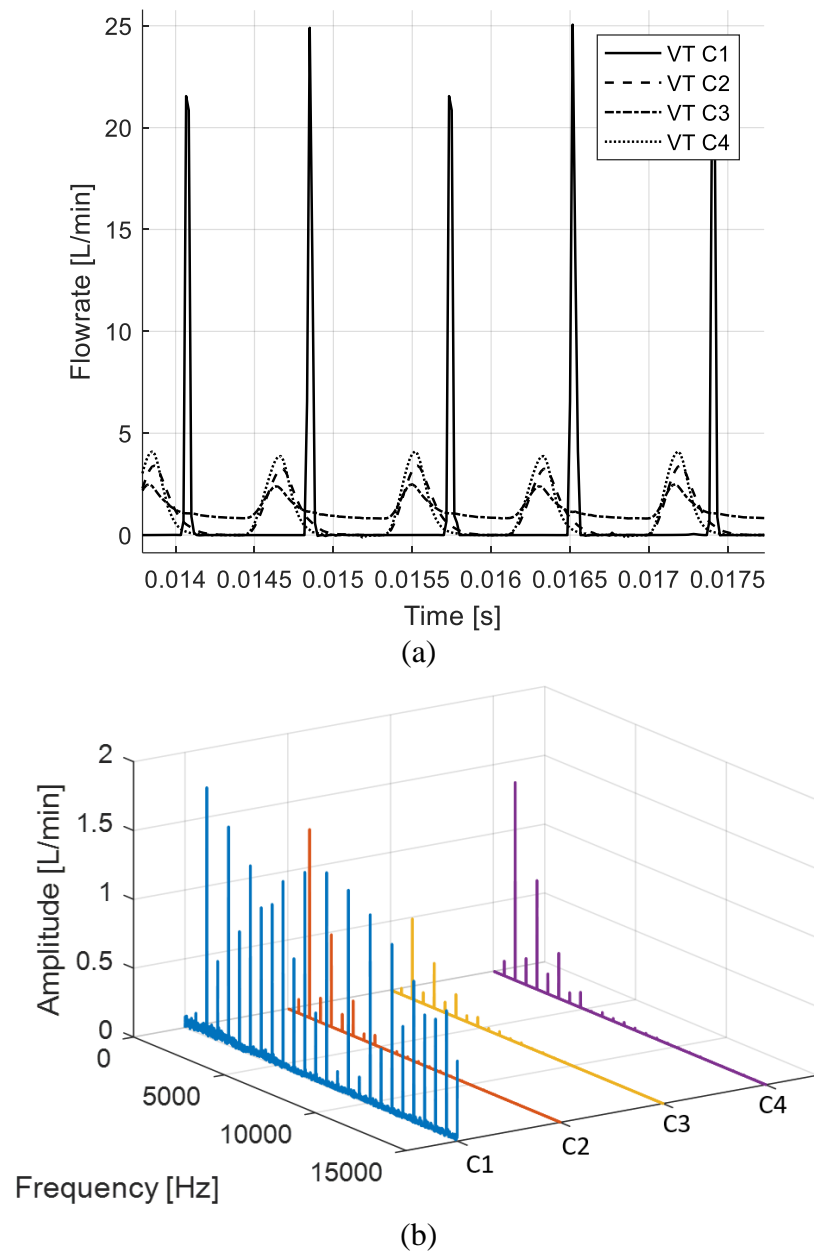 25
20
15
10
5
0
Flowrate [L/min]
VT C1
VT C2
VT C3
VT C4
0.014 0.0145 0.015 0.0155 0.016 0.0165 0.017 0.0175
Time [s]
(a)
2
1.5
1
0.5
0
Amplitude [L/min]
0
5000
10000
15000
Frequency [Hz]
C1
C2
C3
C4
(b)